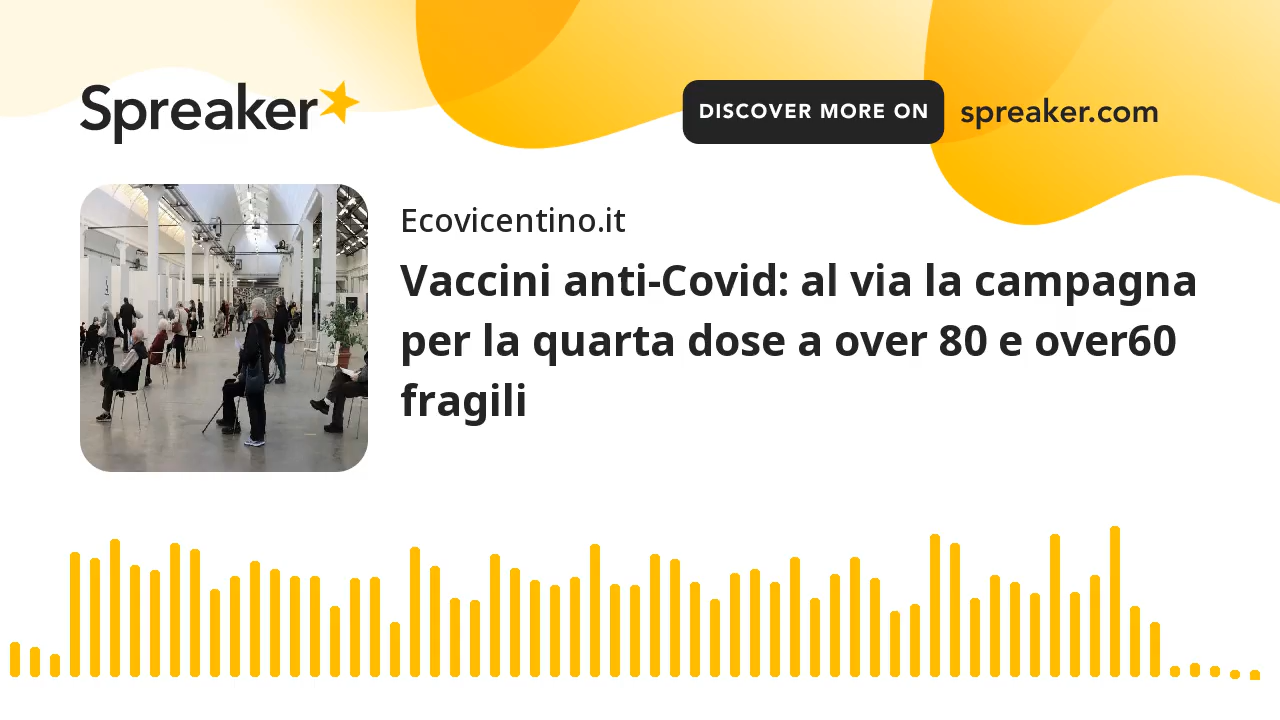 Spreaker
DISCOVER MORE ON spreaker.com
Ecovicentino.it
Vaccini anti-Covid: al via la campagna
per la quarta dose a over 80 e over60
fragili